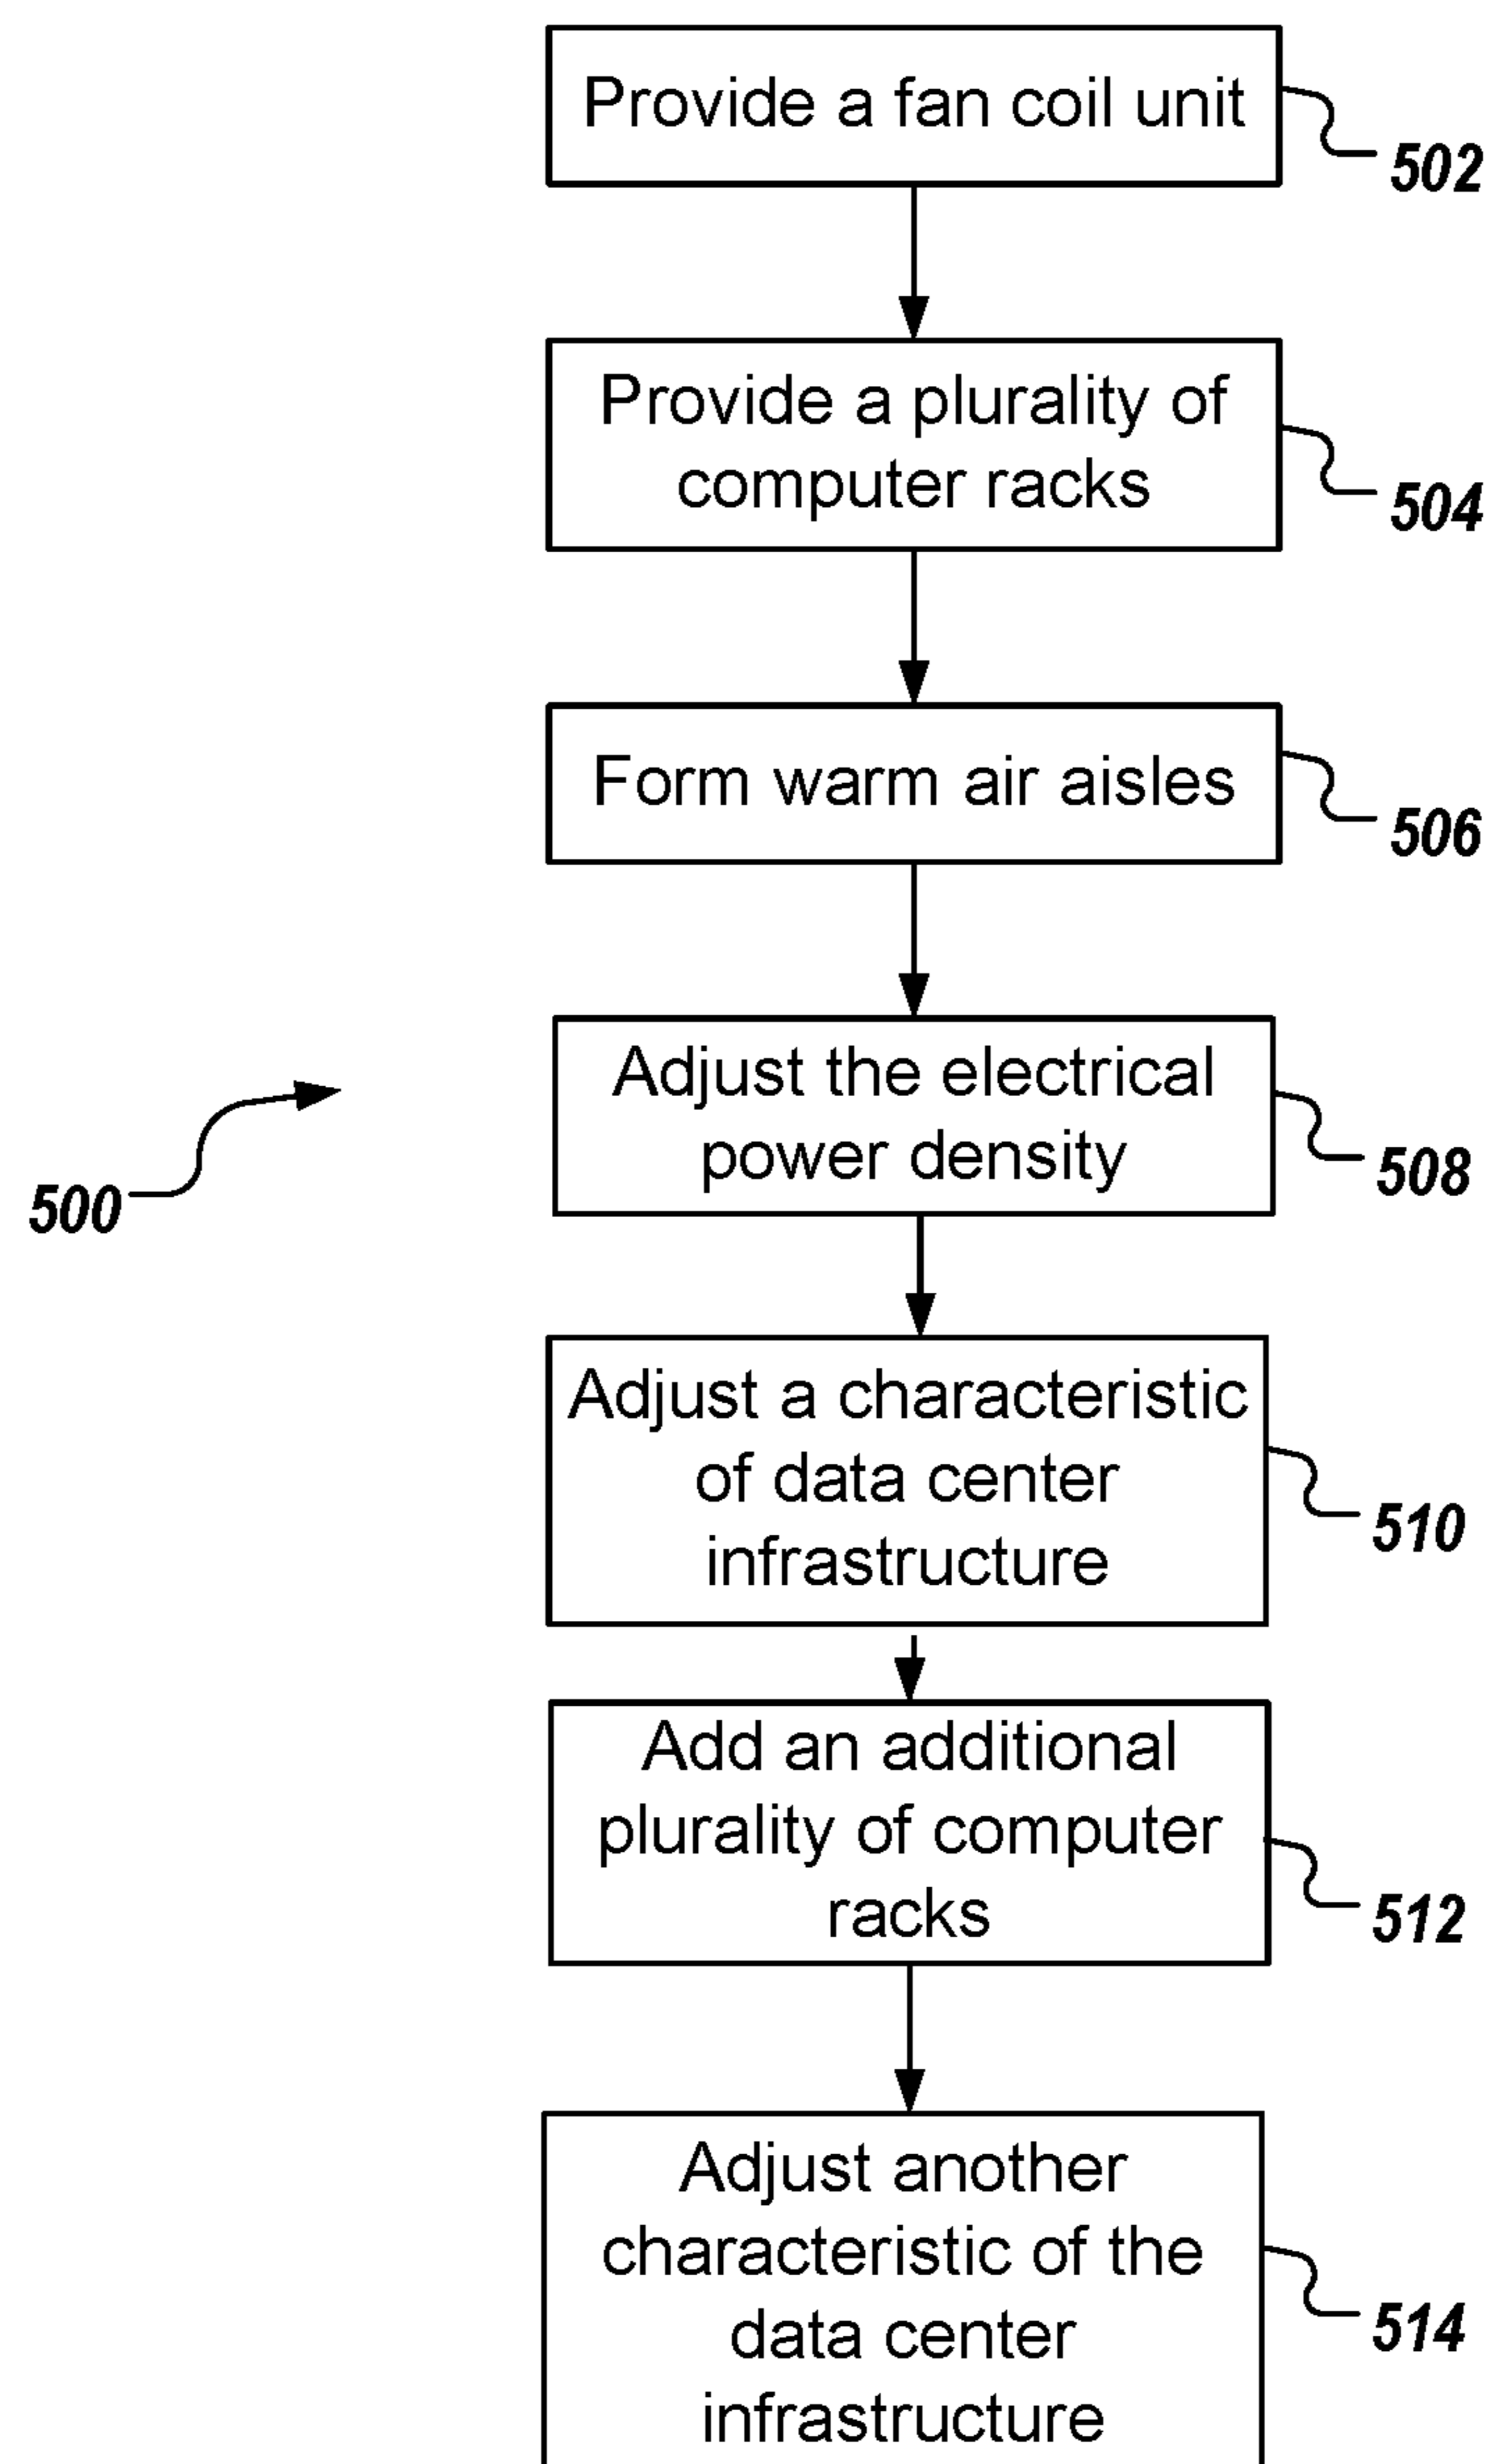 Provide a fan coil unit
502
Provide a plurality of
computer racks
504
Form warm air aisles
506
Adjust the electrical
power density
508
500
Adjust a characteristic
of data center
infrastructure
510
Add an additional
plurality of computer
racks
512
Adjust another
characteristic of the
data center
infrastructure
514